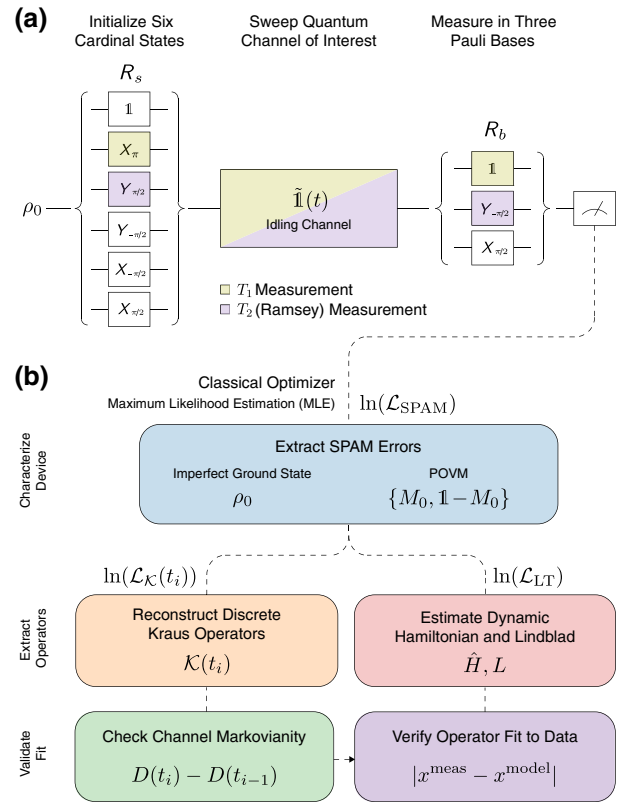 (a)
Initialize Six
Cardinal States
Sweep Quantum
Channel of Interest
Measure in Three
Pauli Bases
R_s
𝟙
X_π
Y_π/2
Y_−π/2
X_−π/2
X_π/2
ρ_0
𝟙̃(t)
Idling Channel
R_b
𝟙
Y_−π/2
X_π/2
T_1 Measurement
T_2 (Ramsey) Measurement
(b)
Classical Optimizer
Maximum Likelihood Estimation (MLE)
ln(ℒ_SPAM)
Characterize
Device
Extract SPAM Errors
Imperfect Ground State
ρ_0
POVM
{M_0, 𝟙−M_0}
ln(ℒ_𝒦(t_i))
ln(ℒ_LT)
Extract
Operators
Reconstruct Discrete
Kraus Operators
𝒦(t_i)
Estimate Dynamic
Hamiltonian and Lindblad
Ĥ, L
Validate
Fit
Check Channel Markovianity
D(t_i) − D(t_{i−1})
Verify Operator Fit to Data
|x^meas − x^model|